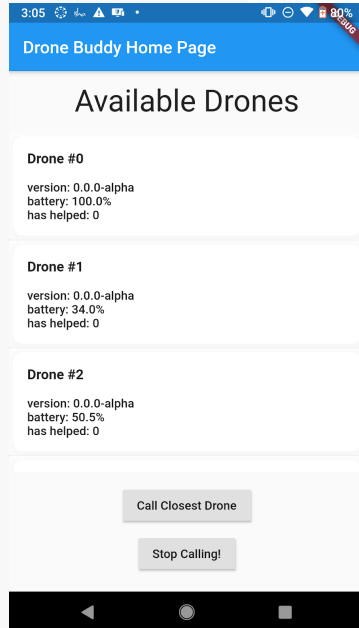 3:05
80%
DEBUG
Drone Buddy Home Page
Available Drones
Drone #0
version: 0.0.0-alpha
battery: 100.0%
has helped: 0
Drone #1
version: 0.0.0-alpha
battery: 34.0%
has helped: 0
Drone #2
version: 0.0.0-alpha
battery: 50.5%
has helped: 0
Call Closest Drone
Stop Calling!